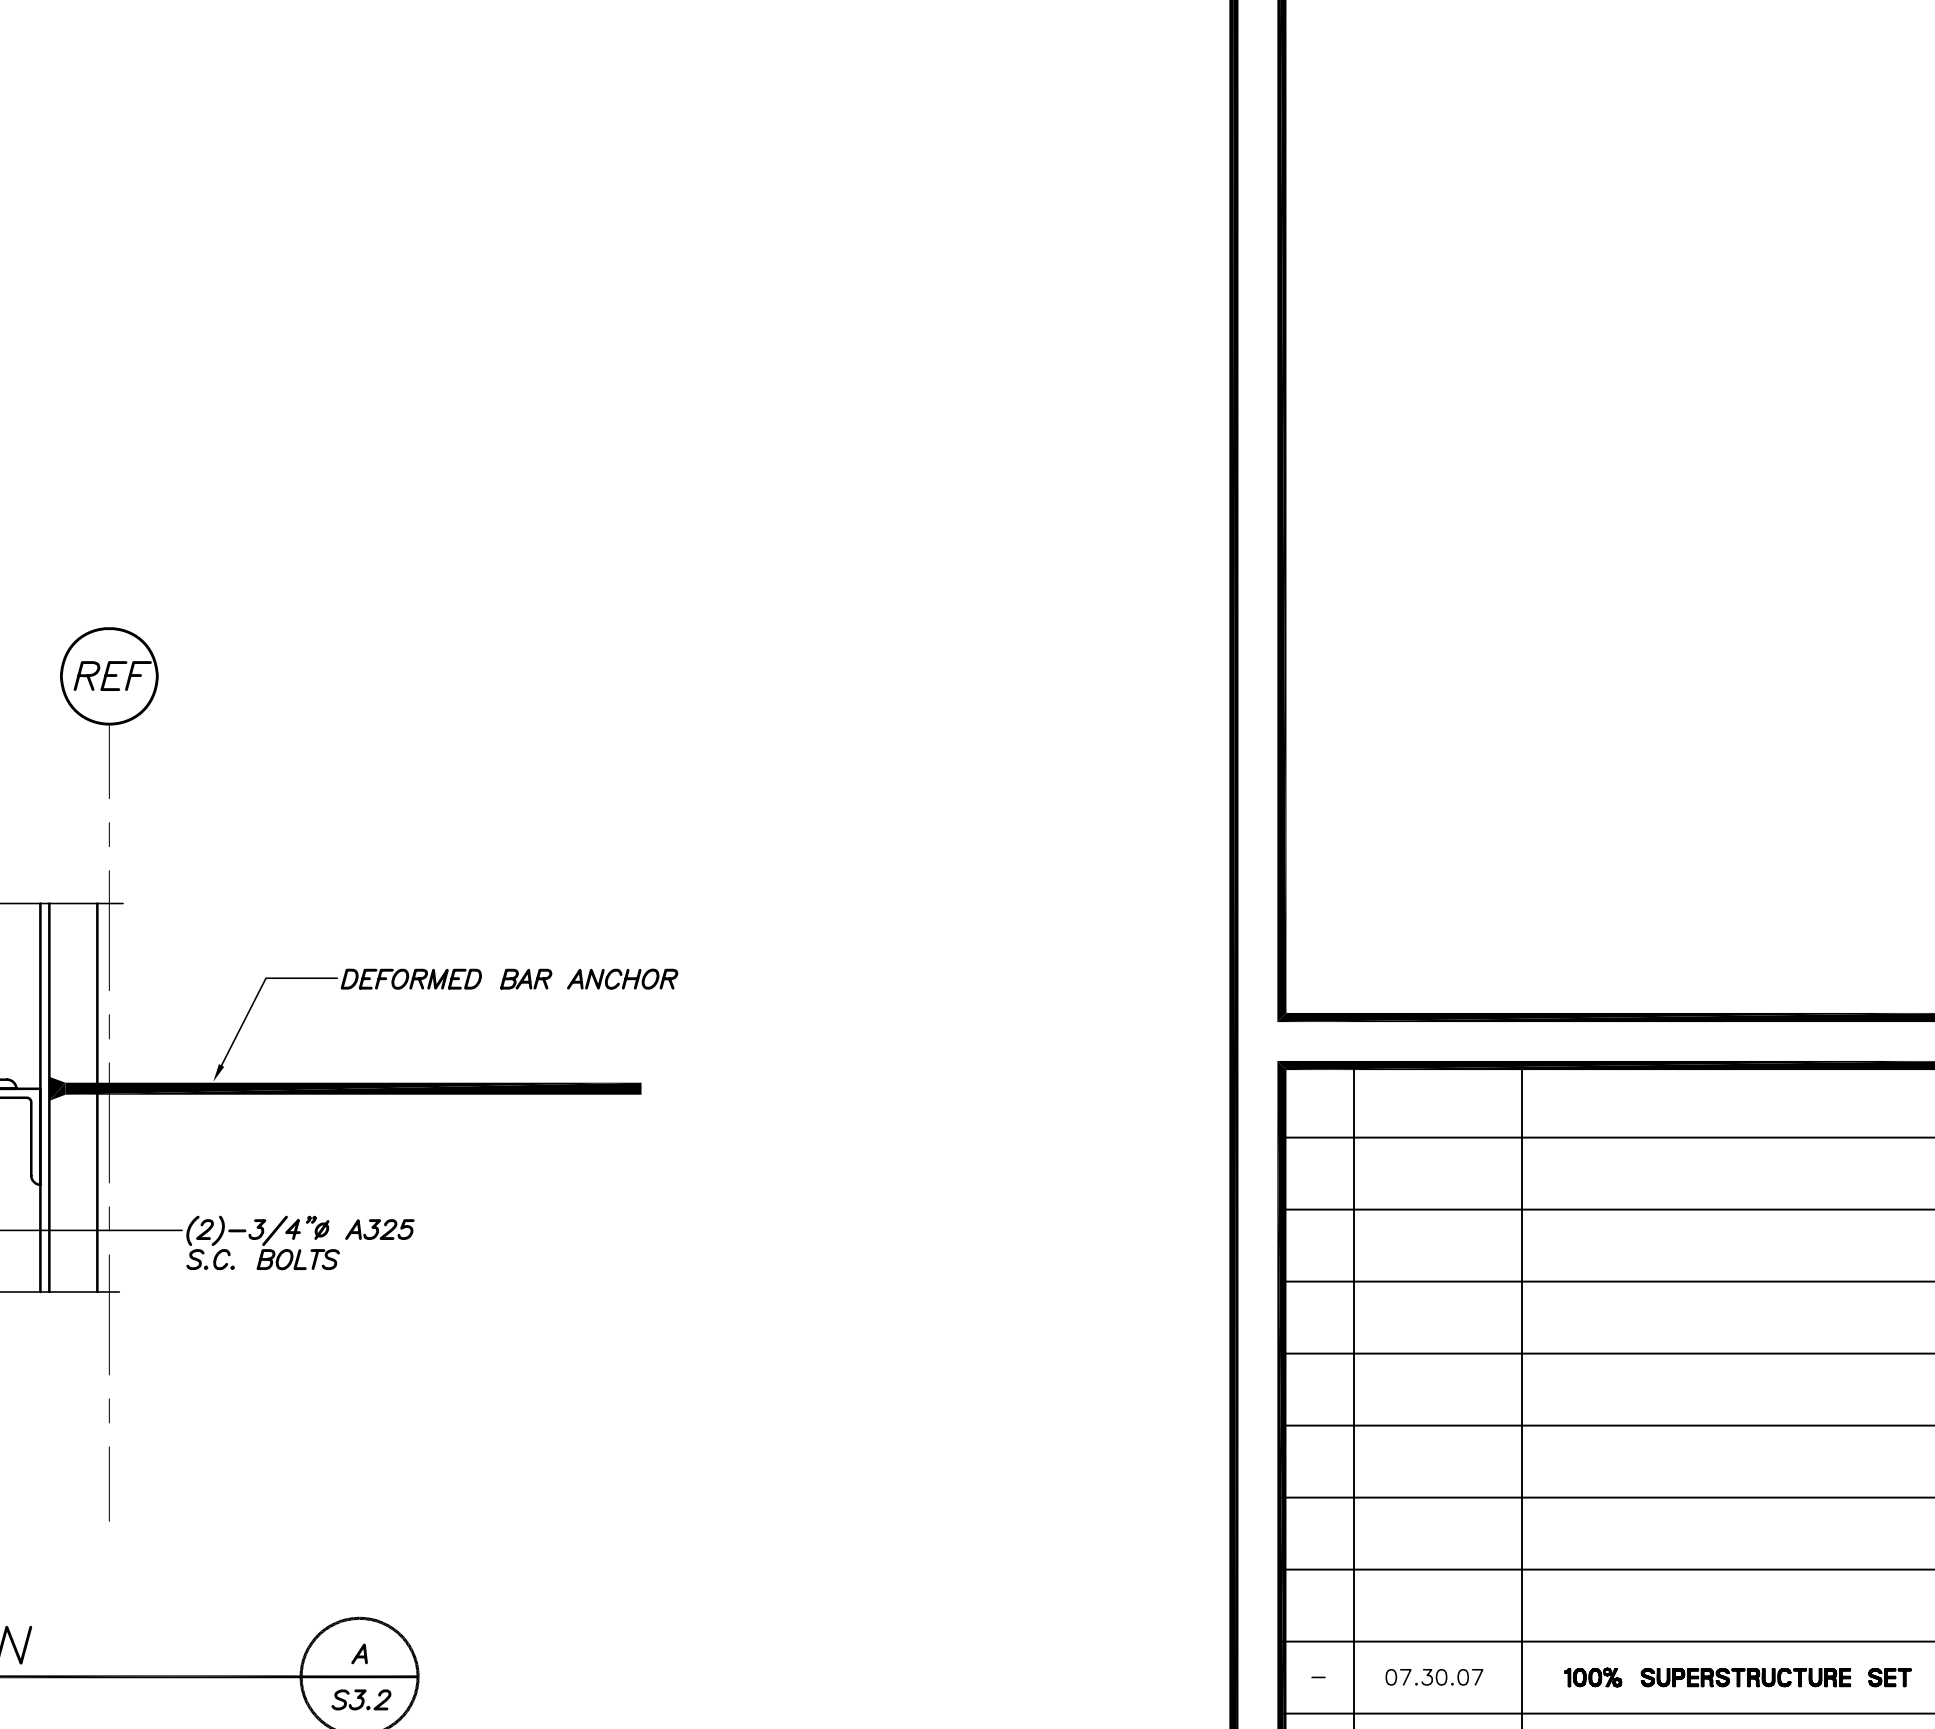 REF
DEFORMED BAR ANCHOR
(2)-3/4"ø A325
S.C. BOLTS
N
A
S3.2
- 07.30.07 100% SUPERSTRUCTURE SET